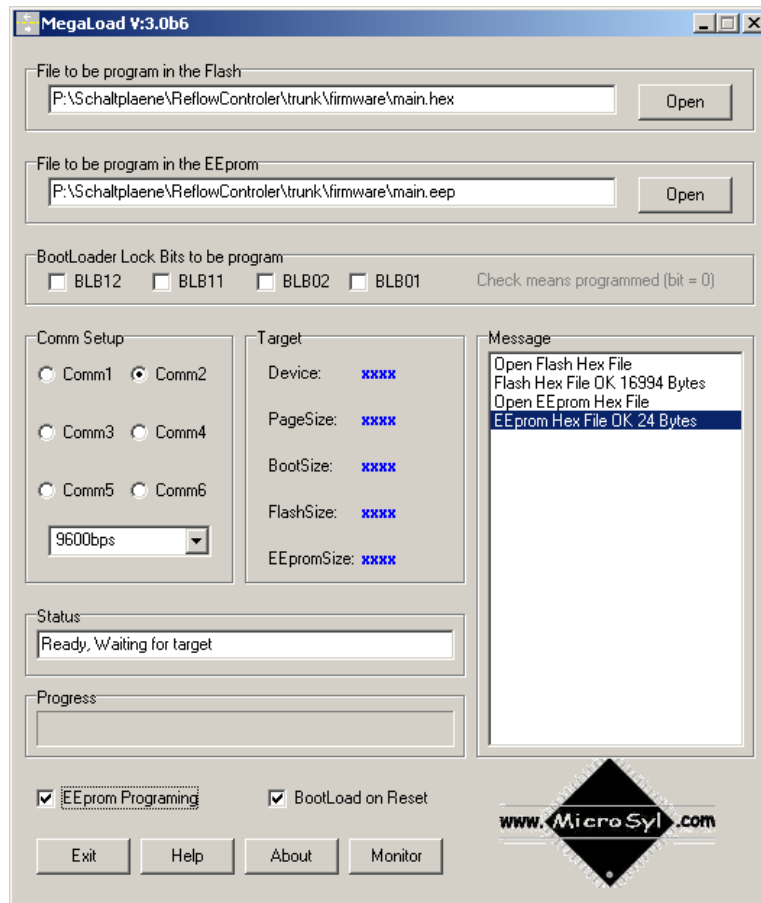 MegaLoad V:3.0b6
File to be program in the Flash
P:\Schaltplaene\ReflowControler\trunk\firmware\main.hex
Open
File to be program in the EEprom
P:\Schaltplaene\ReflowControler\trunk\firmware\main.eep
Open
BootLoader Lock Bits to be program
BLB12 BLB11 BLB02 BLB01 Check means programmed (bit = 0)
Comm Setup
Comm1 Comm2
Comm3 Comm4
Comm5 Comm6
9600bps
Target
Device: xxxx
PageSize: xxxx
BootSize: xxxx
FlashSize: xxxx
EEpromSize: xxxx
Message
Open Flash Hex File
Flash Hex File OK 16994 Bytes
Open EEprom Hex File
EEprom Hex File OK 24 Bytes
Status
Ready, Waiting for target
Progress
EEprom Programing BootLoad on Reset
Exit Help About Monitor
www.MicroSyl.com